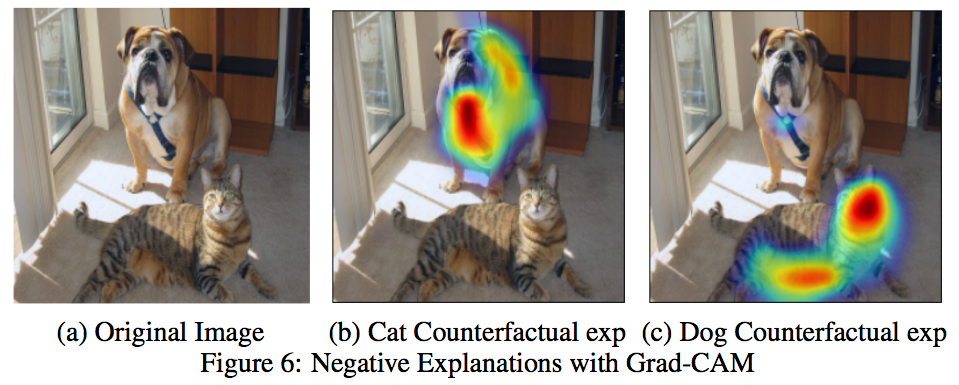 (a) Original Image (b) Cat Counterfactual exp (c) Dog Counterfactual exp
Figure 6: Negative Explanations with Grad-CAM